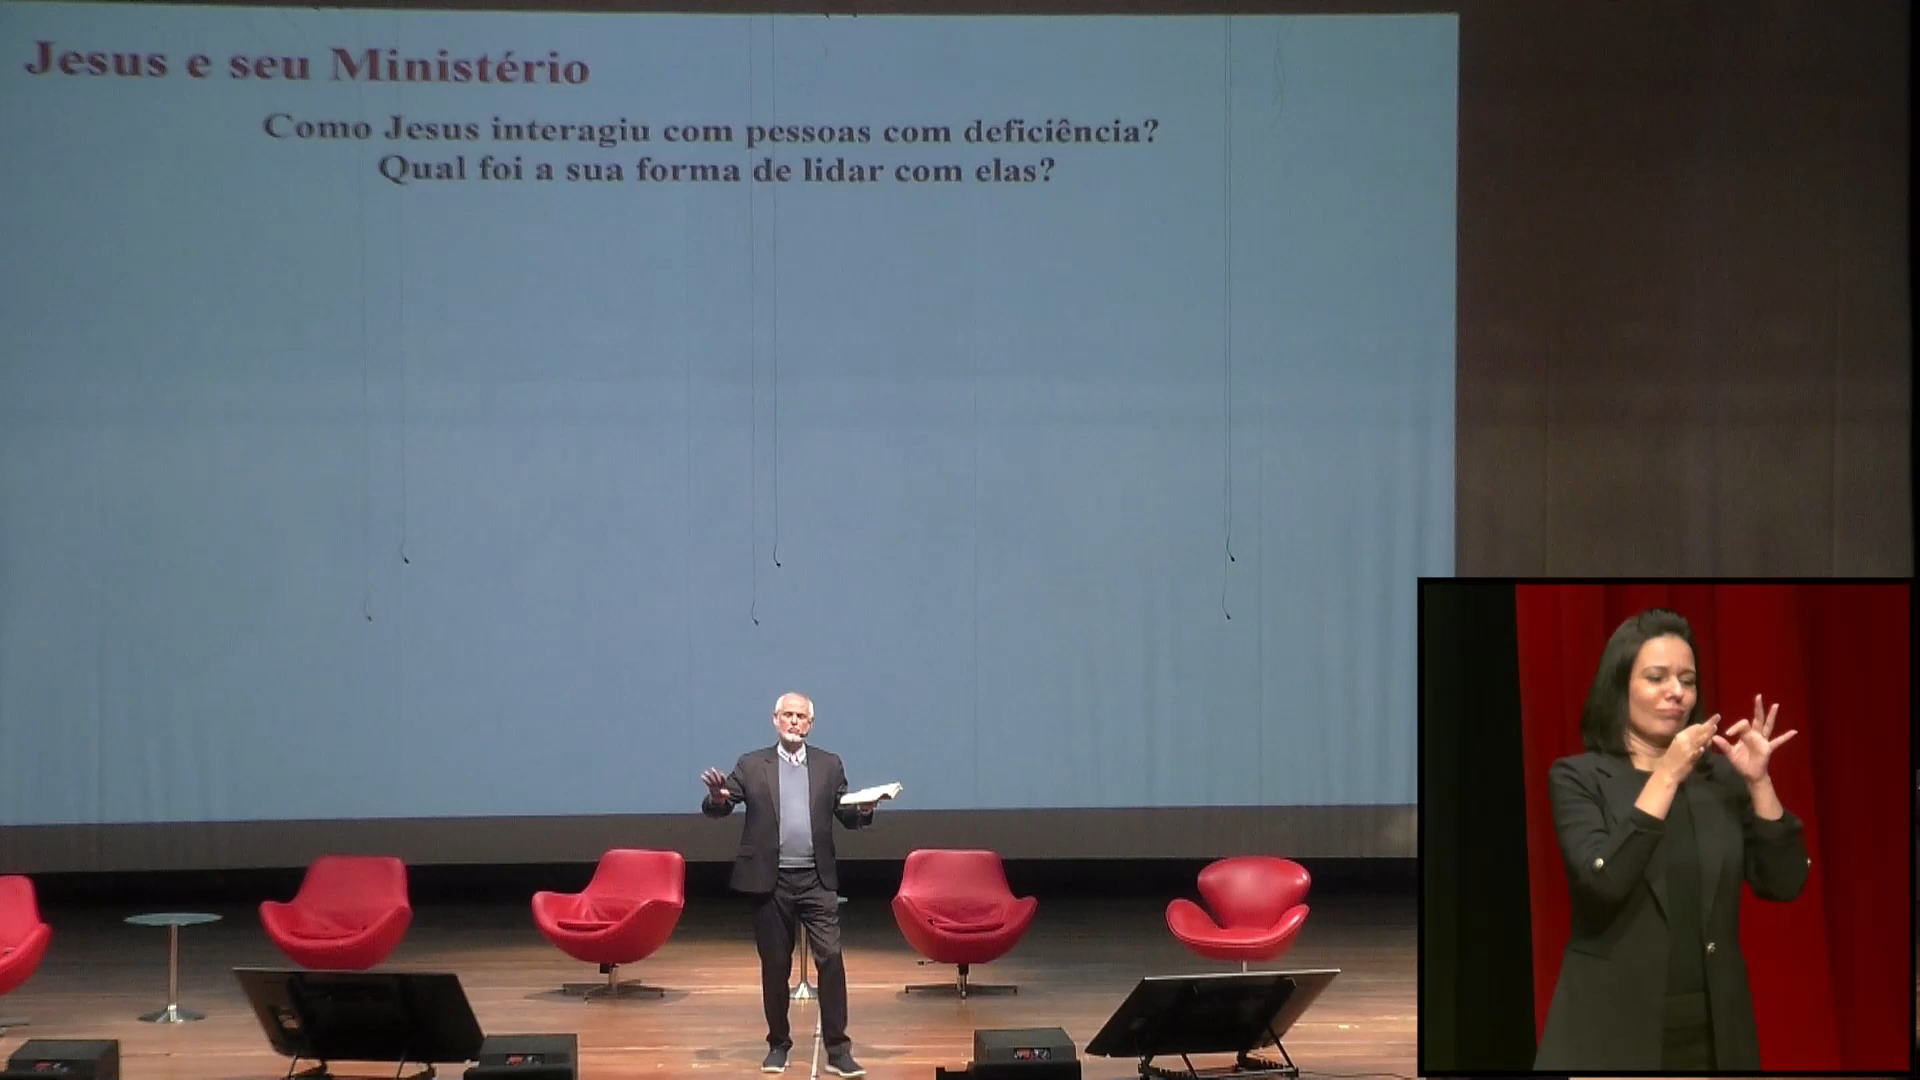 Jesus e seu Ministério
Como Jesus interagiu com pessoas com deficiência?
Qual foi a sua forma de lidar com elas?